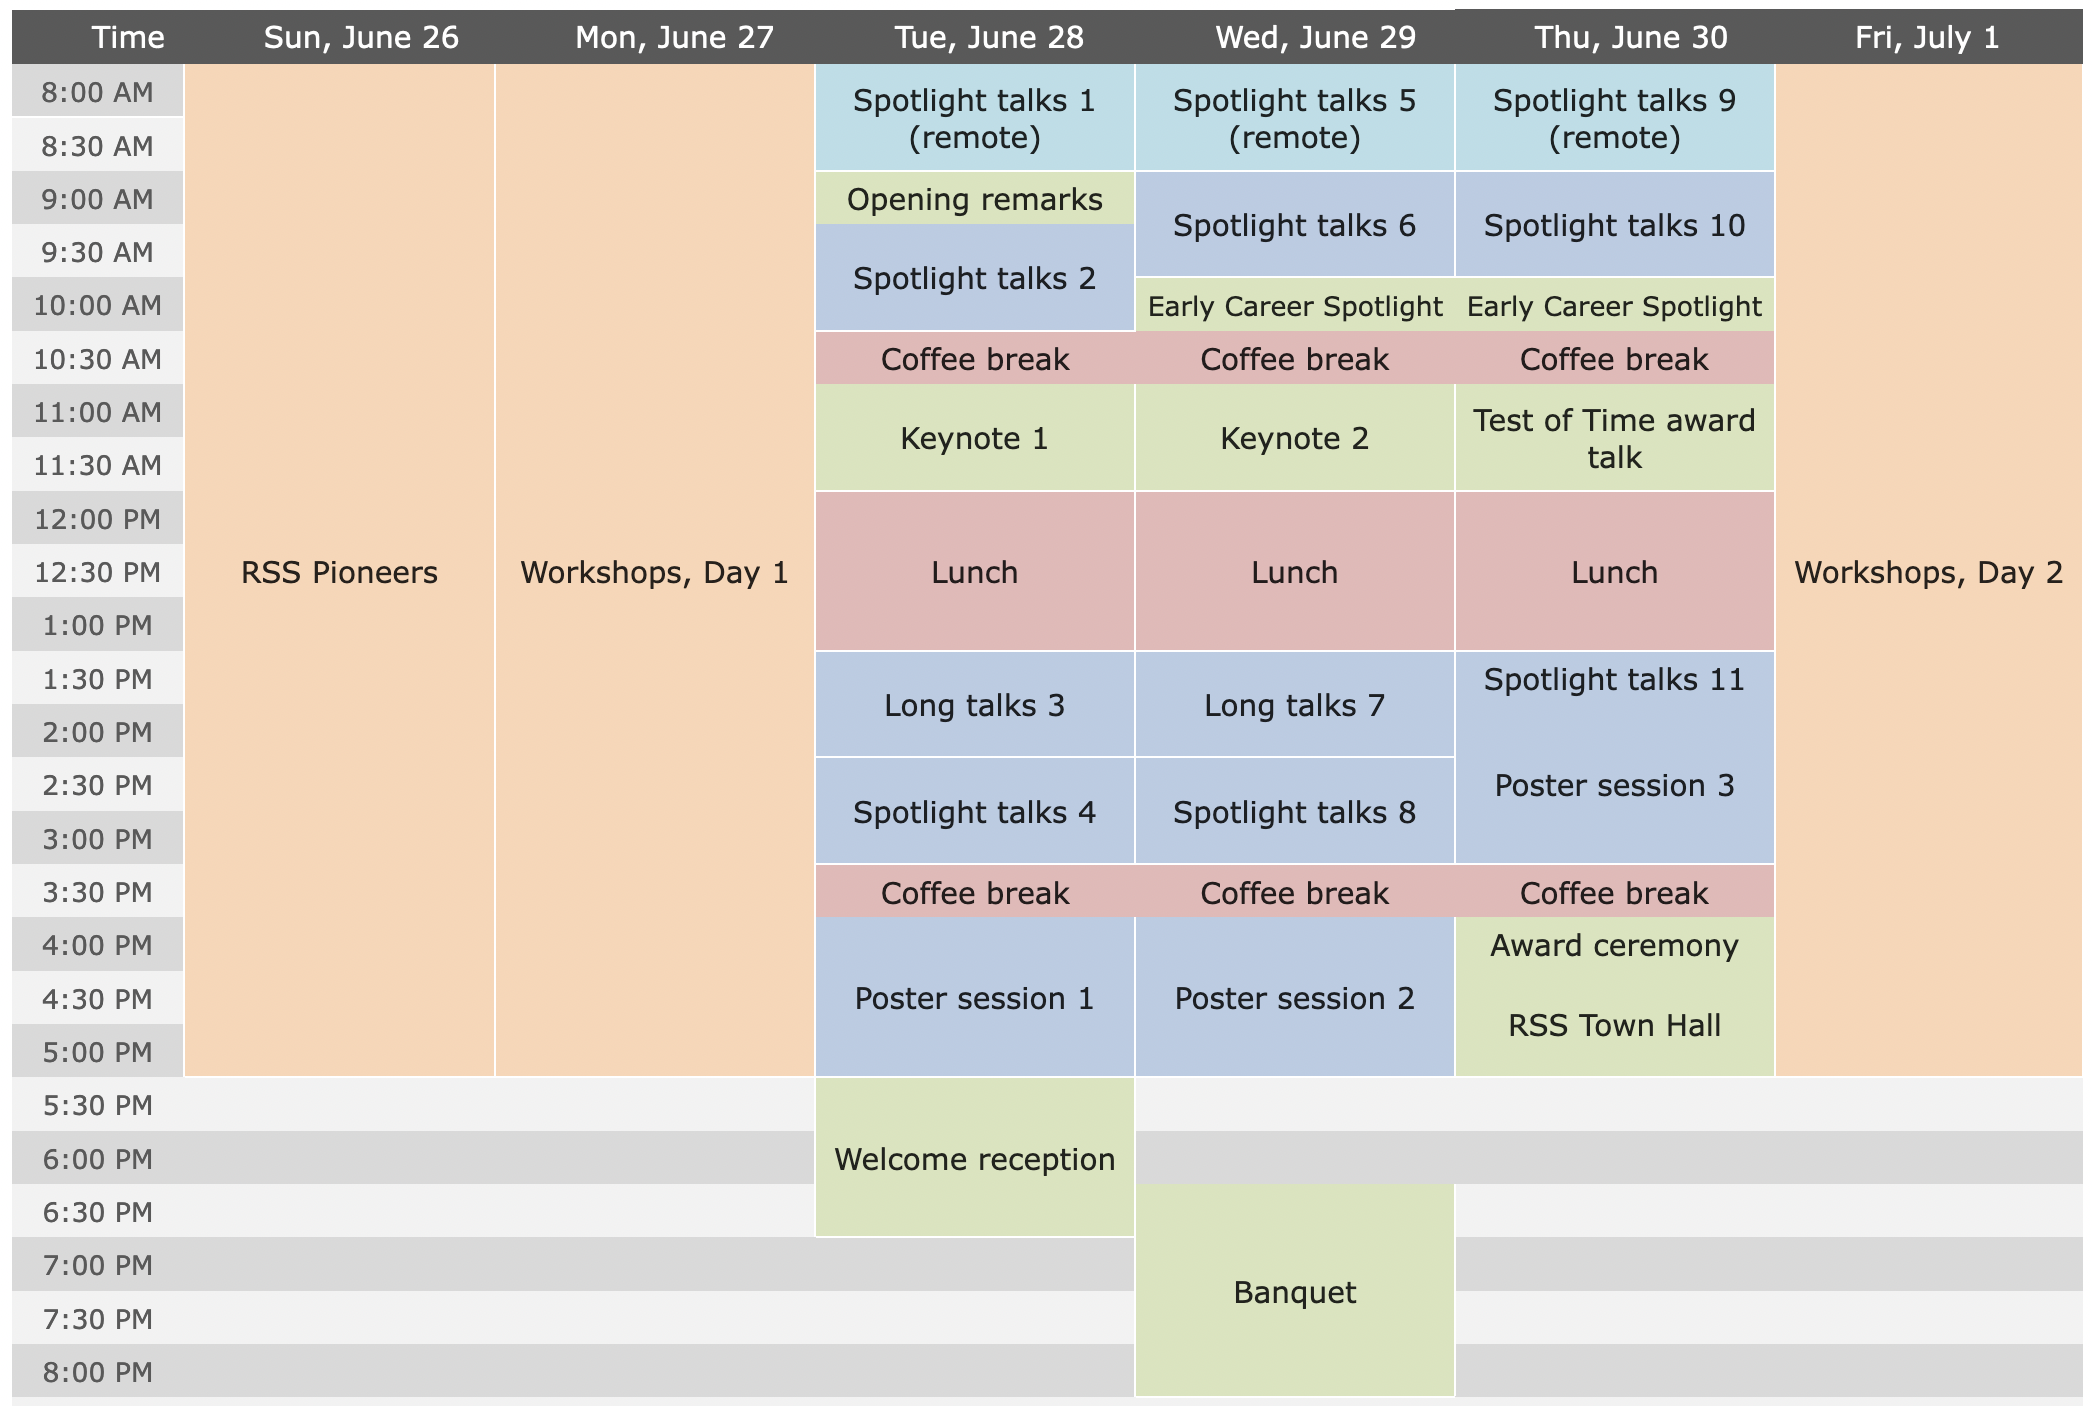 Time Sun, June 26 Mon, June 27 Tue, June 28 Wed, June 29 Thu, June 30 Fri, July 1
8:00 AM
Spotlight talks 1 Spotlight talks 5 Spotlight talks 9
(remote) (remote) (remote)
8:30 AM
9:00 AM Opening remarks
Spotlight talks 6 Spotlight talks 10
9:30 AM
Spotlight talks 2
10:00 AM Early Career Spotlight Early Career Spotlight
10:30 AM Coffee break Coffee break Coffee break
11:00 AM
Keynote 1 Keynote 2 Test of Time award
talk
11:30 AM
12:00 PM
12:30 PM RSS Pioneers Workshops, Day 1 Lunch Lunch Lunch Workshops, Day 2
1:00 PM
1:30 PM Spotlight talks 11
Long talks 3 Long talks 7
2:00 PM
2:30 PM Poster session 3
Spotlight talks 4 Spotlight talks 8
3:00 PM
3:30 PM Coffee break Coffee break Coffee break
4:00 PM Award ceremony
4:30 PM Poster session 1 Poster session 2
RSS Town Hall
5:00 PM
5:30 PM
6:00 PM Welcome reception
6:30 PM
7:00 PM
Banquet
7:30 PM
8:00 PM